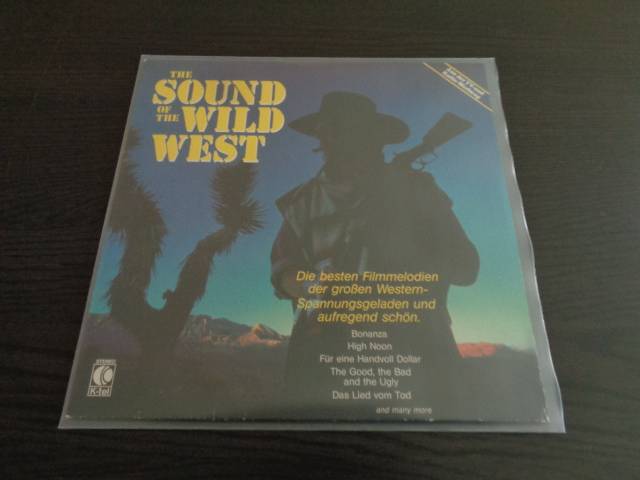 THE
SOUND
OF THE WILD
WEST
Die besten Filmmelodien
der großen Western-
Spannungsgeladen und
aufregend schön.
Bonanza
High Noon
Für eine Handvoll Dollar
The Good, the Bad
and the Ugly
Das Lied vom Tod
and many more
STEREO
K-tel